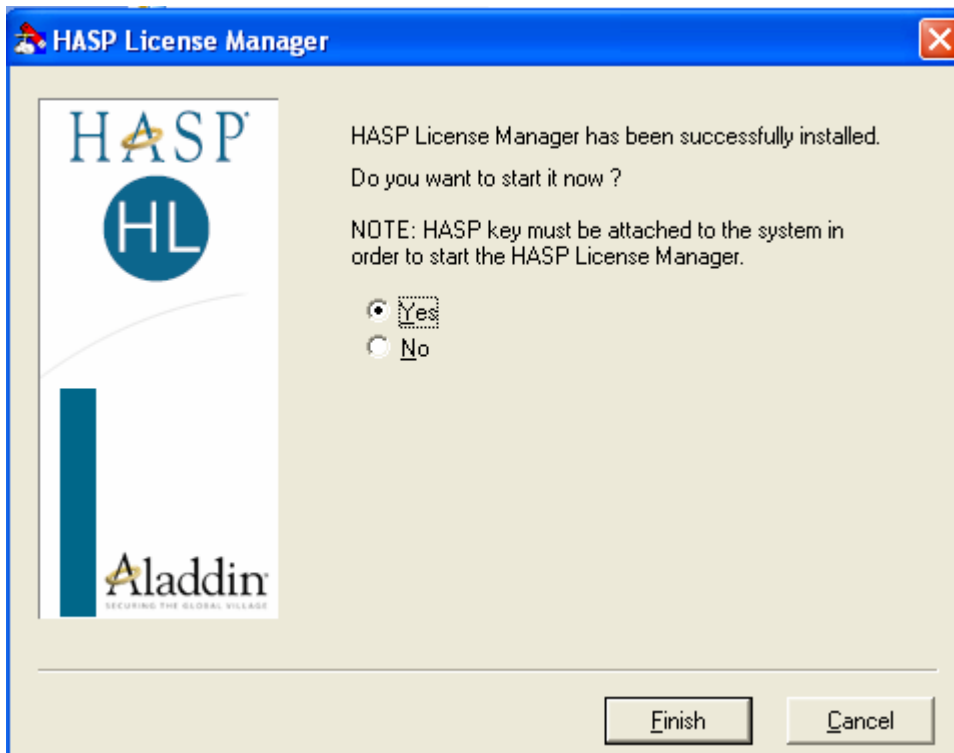 HASP License Manager
HASP
HL
Aladdin
SECURING THE GLOBAL VILLAGE
HASP License Manager has been successfully installed.
Do you want to start it now ?
NOTE: HASP key must be attached to the system in
order to start the HASP License Manager.
Yes
No
Finish
Cancel